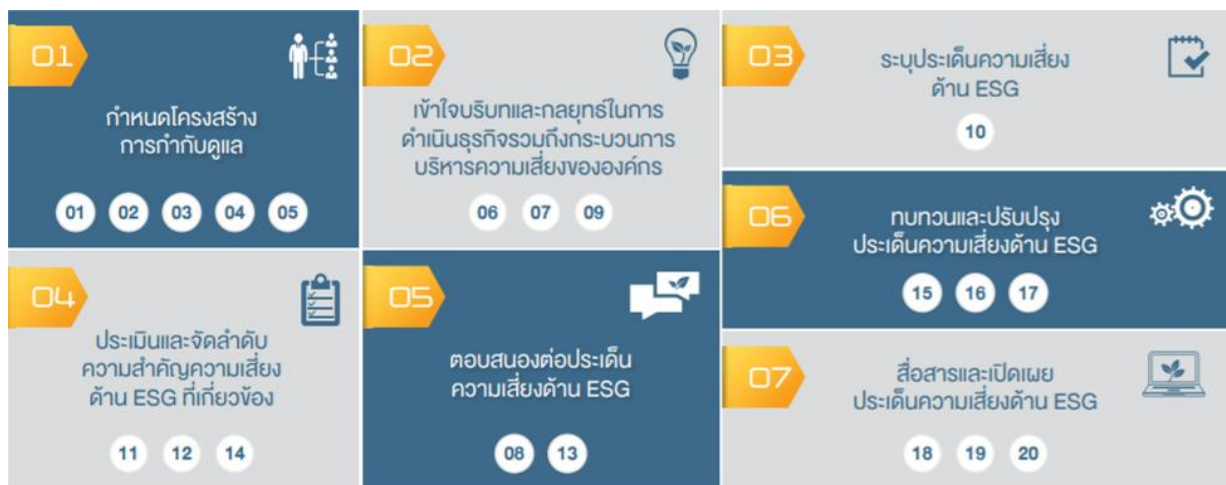 01
กำหนดโครงสร้าง
การกำกับดูแล
01 02 03 04 05
02
เข้าใจบริบทและกลยุทธ์ในการ
ดำเนินธุรกิจรวมถึงกระบวนการ
บริหารความเสี่ยงขององค์กร
06 07 09
03
ระบุประเด็นความเสี่ยง
ด้าน ESG
10
04
ประเมินและจัดลำดับ
ความสำคัญความเสี่ยง
ด้าน ESG ที่เกี่ยวข้อง
11 12 14
05
ตอบสนองต่อประเด็น
ความเสี่ยงด้าน ESG
08 13
06
ทบทวนและปรับปรุง
ประเด็นความเสี่ยงด้าน ESG
15 16 17
07
สื่อสารและเปิดเผย
ประเด็นความเสี่ยงด้าน ESG
18 19 20